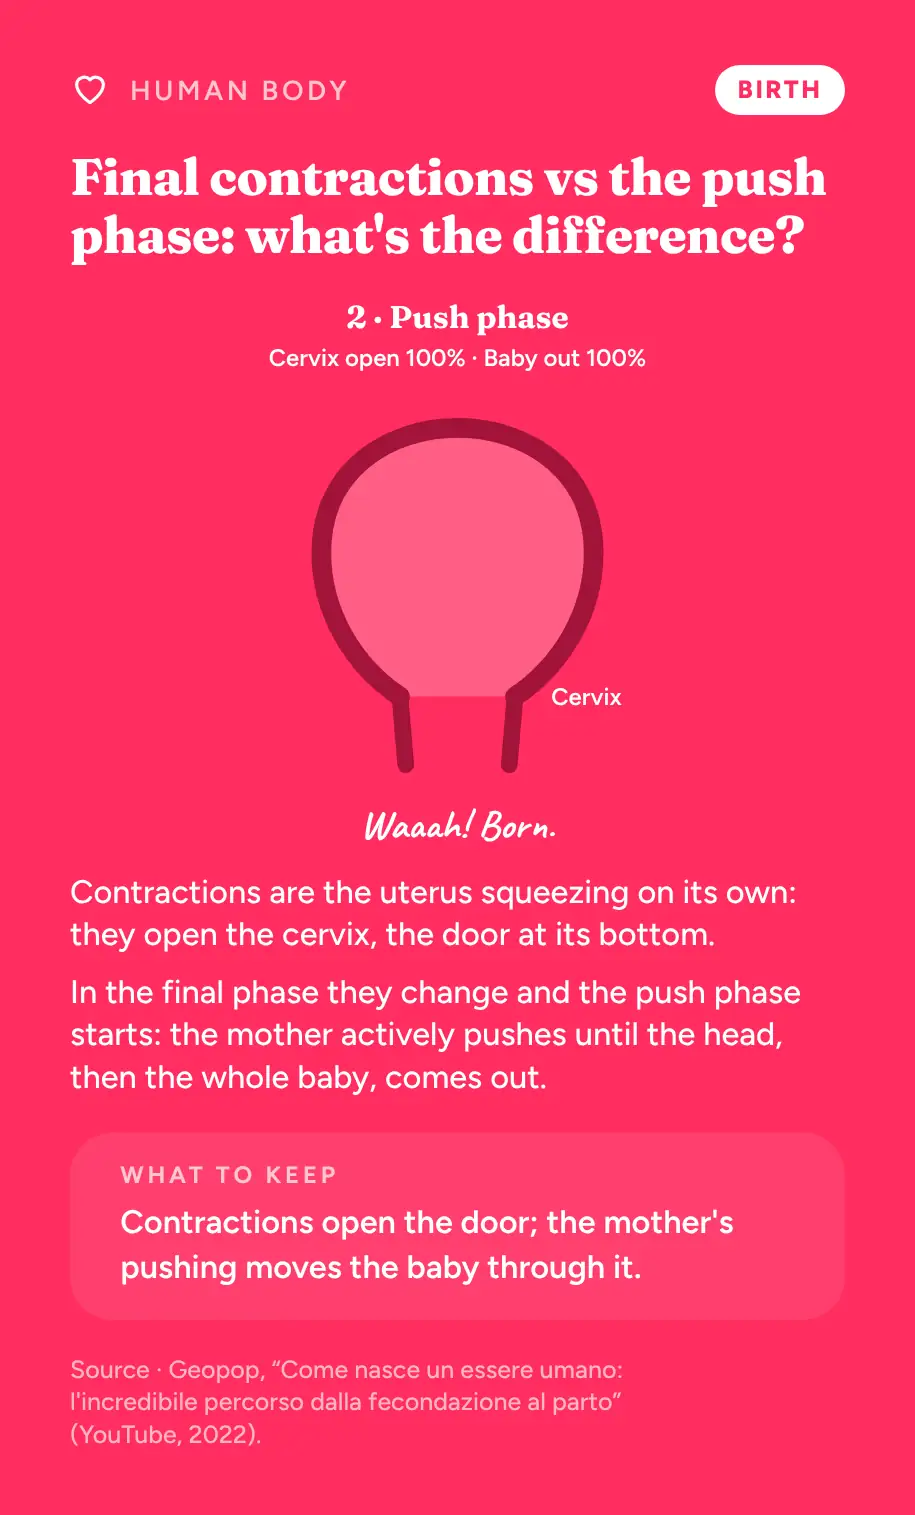 HUMAN BODY
BIRTH
Final contractions vs the push
phase: what's the difference?
2 · Push phase
Cervix open 100% · Baby out 100%
Cervix
Waaah! Born.
Contractions are the uterus squeezing on its own:
they open the cervix, the door at its bottom.
In the final phase they change and the push phase
starts: the mother actively pushes until the head,
then the whole baby, comes out.
WHAT TO KEEP
Contractions open the door; the mother's
pushing moves the baby through it.
Source · Geopop, “Come nasce un essere umano:
l'incredibile percorso dalla fecondazione al parto”
(YouTube, 2022).